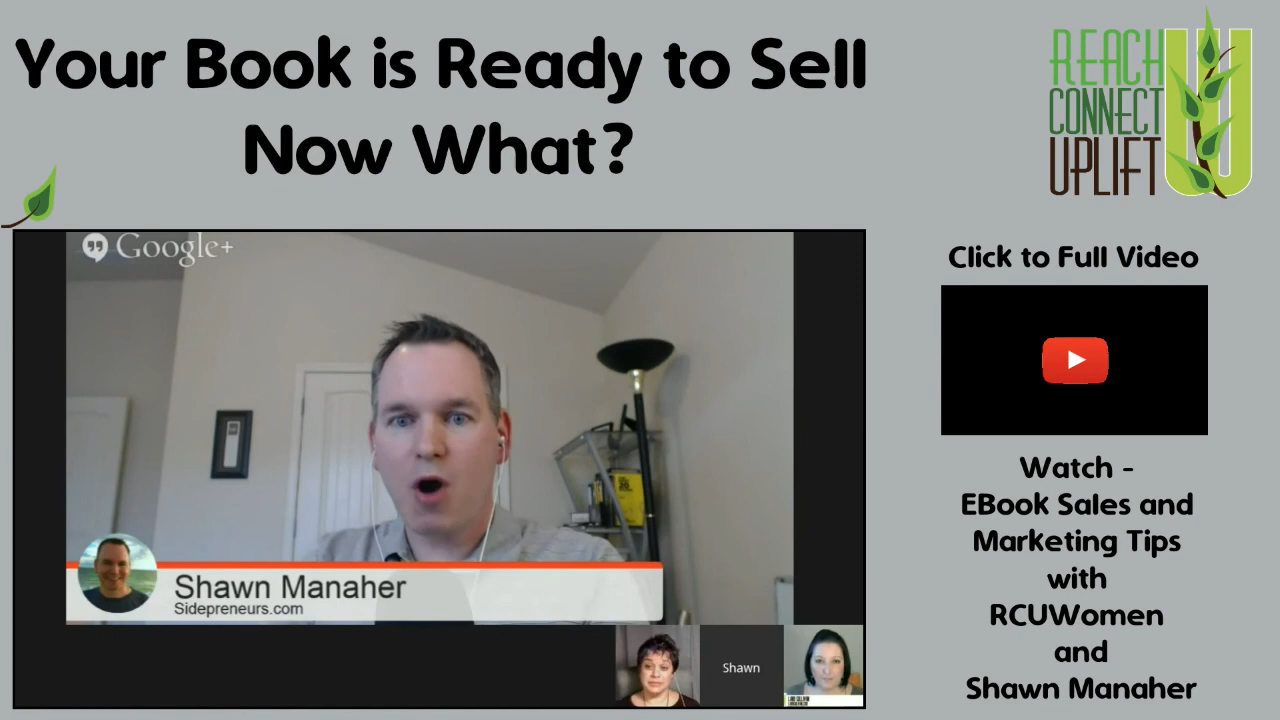 Your Book is Ready to Sell
Now What?
REACH
CONNECT
UPLIFT
U
Google+
Shawn Manaher
Sidepreneurs.com
Shawn
Click to Full Video
Watch -
EBook Sales and
Marketing Tips
with
RCUWomen
and
Shawn Manaher